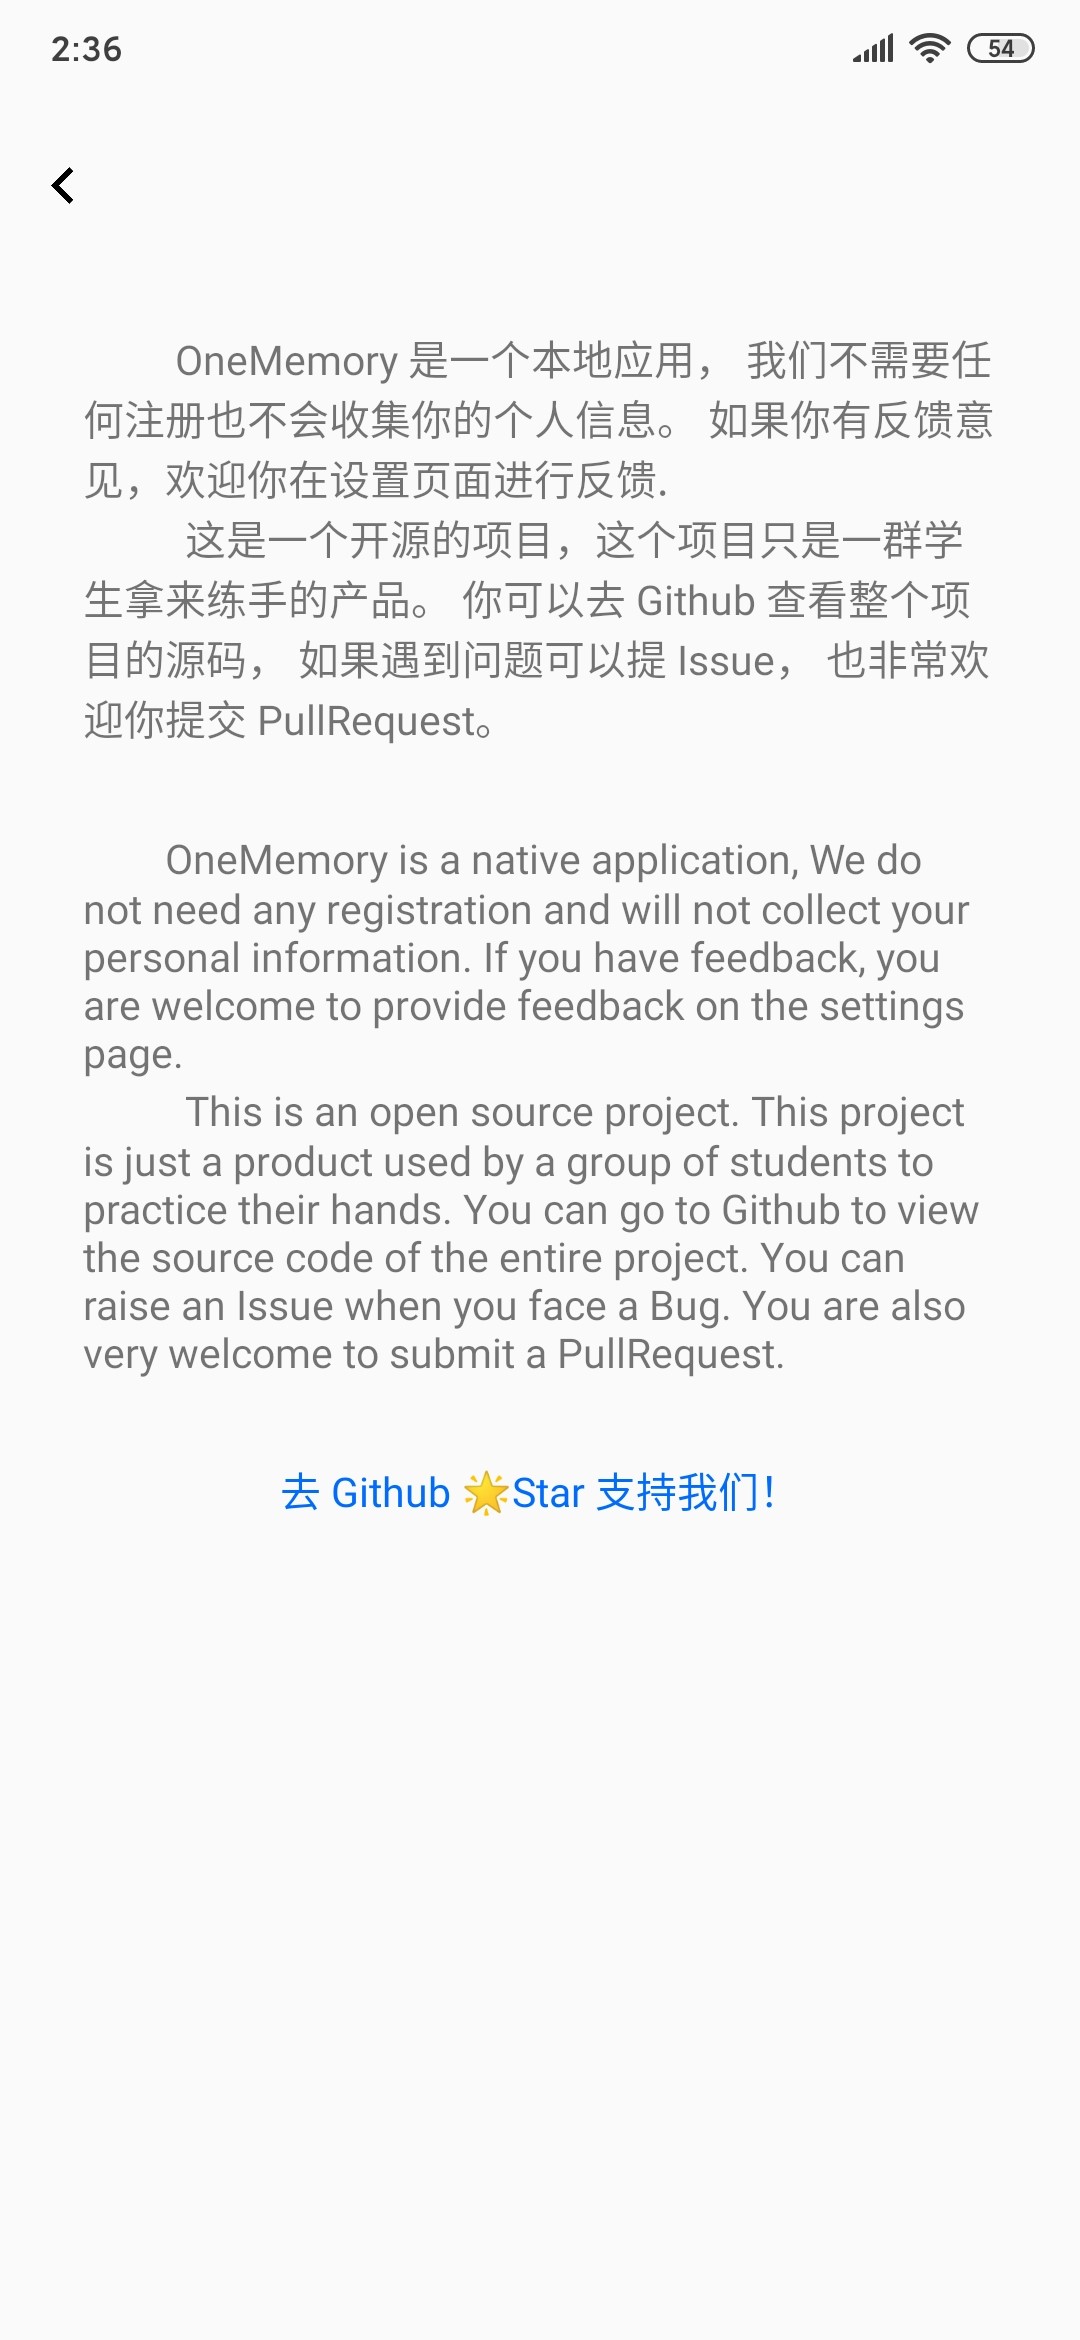 2:36
54
OneMemory 是一个本地应用， 我们不需要任
何注册也不会收集你的个人信息。 如果你有反馈意
见，欢迎你在设置页面进行反馈.
这是一个开源的项目，这个项目只是一群学
生拿来练手的产品。 你可以去 Github 查看整个项
目的源码， 如果遇到问题可以提 Issue， 也非常欢
迎你提交 PullRequest。
OneMemory is a native application, We do
not need any registration and will not collect your
personal information. If you have feedback, you
are welcome to provide feedback on the settings
page.
This is an open source project. This project
is just a product used by a group of students to
practice their hands. You can go to Github to view
the source code of the entire project. You can
raise an Issue when you face a Bug. You are also
very welcome to submit a PullRequest.
去 Github 🌟Star 支持我们！